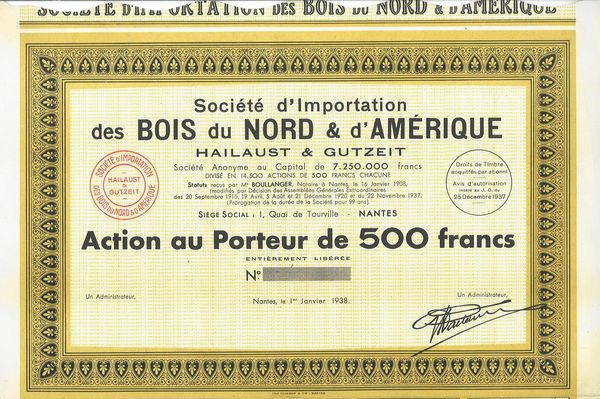 SOCIÉTÉ D'IMPORTATION DES BOIS DU NORD & D'AMÉRIQUE
Société d'Importation
des BOIS du NORD & d'AMÉRIQUE
HAILAUST & GUTZEIT
Société Anonyme au Capital de 7.250.000 francs
DIVISÉ EN 14.500 ACTIONS DE 500 FRANCS CHACUNE
Statuts reçus par Me BOULLANGER, Notaire à Nantes, le 16 Janvier 1908,
modifiés par Décision des Assemblées Générales Extraordinaires
des 20 Septembre 1915, 19 Avril, 5 Août et 21 Décembre 1920 et du 22 Novembre 1937,
(Prorogation de la durée de la Société pour 99 ans).
SIÈGE SOCIAL : 1, Quai de Tourville - NANTES
SOCIÉTÉ D'IMPORTATION
HAILAUST
&
GUTZEIT
DES BOIS DU NORD & D'AMÉRIQUE
Droits de Timbre
acquittés par abonnt
Avis d'autorisation
inséré au J. O. du
25 Décembre 1937
Action au Porteur de 500 francs
ENTIÈREMENT LIBÉRÉE
No
Un Administrateur,
Un Administrateur,
Nantes, le 1er Janvier 1938.